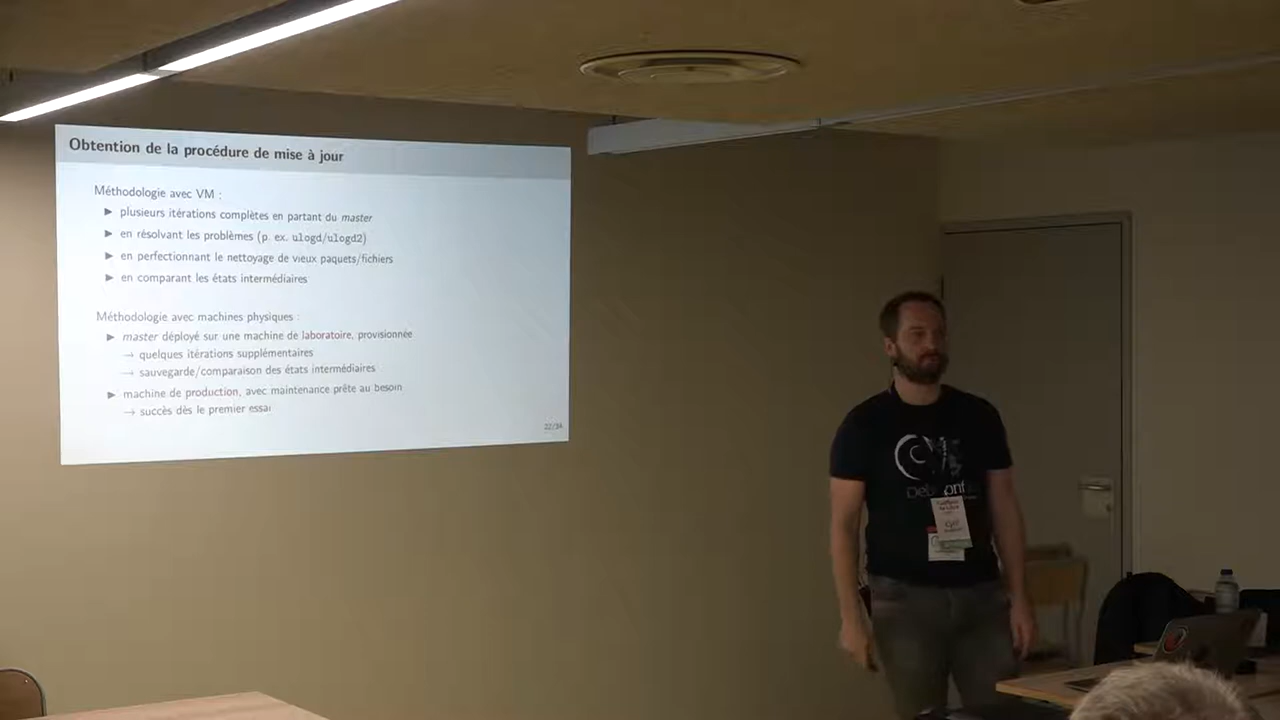 Obtention de la procédure de mise à jour
Méthodologie avec VM :
▶ plusieurs itérations complètes en partant du master
▶ en résolvant les problèmes (p. ex. ulogd/ulogd2)
▶ en perfectionnant le nettoyage de vieux paquets/fichiers
▶ en comparant les états intermédiaires
Méthodologie avec machines physiques :
▶ master déployé sur une machine de laboratoire, provisionnée
→ quelques itérations supplémentaires
→ sauvegarde/comparaison des états intermédiaires
▶ machine de production, avec maintenance prête au besoin
→ succès dès le premier essai